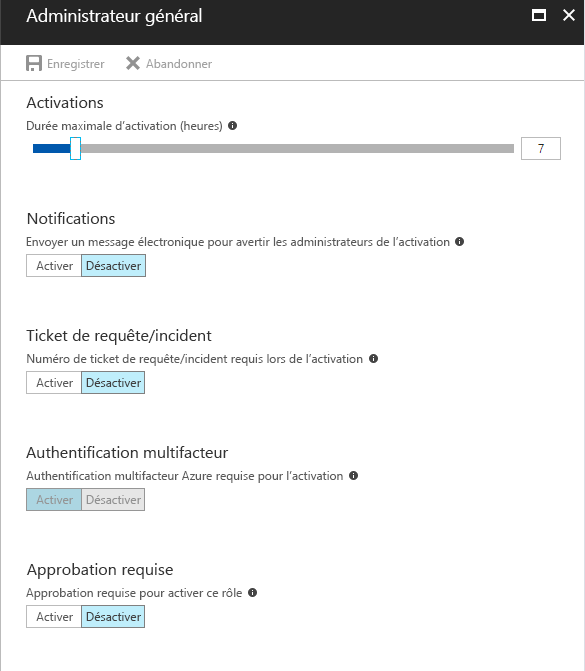 Administrateur général
Enregistrer Abandonner
Activations
Durée maximale d'activation (heures)
7
Notifications
Envoyer un message électronique pour avertir les administrateurs de l'activation
Activer Désactiver
Ticket de requête/incident
Numéro de ticket de requête/incident requis lors de l'activation
Activer Désactiver
Authentification multifacteur
Authentification multifacteur Azure requise pour l'activation
Activer Désactiver
Approbation requise
Approbation requise pour activer ce rôle
Activer Désactiver